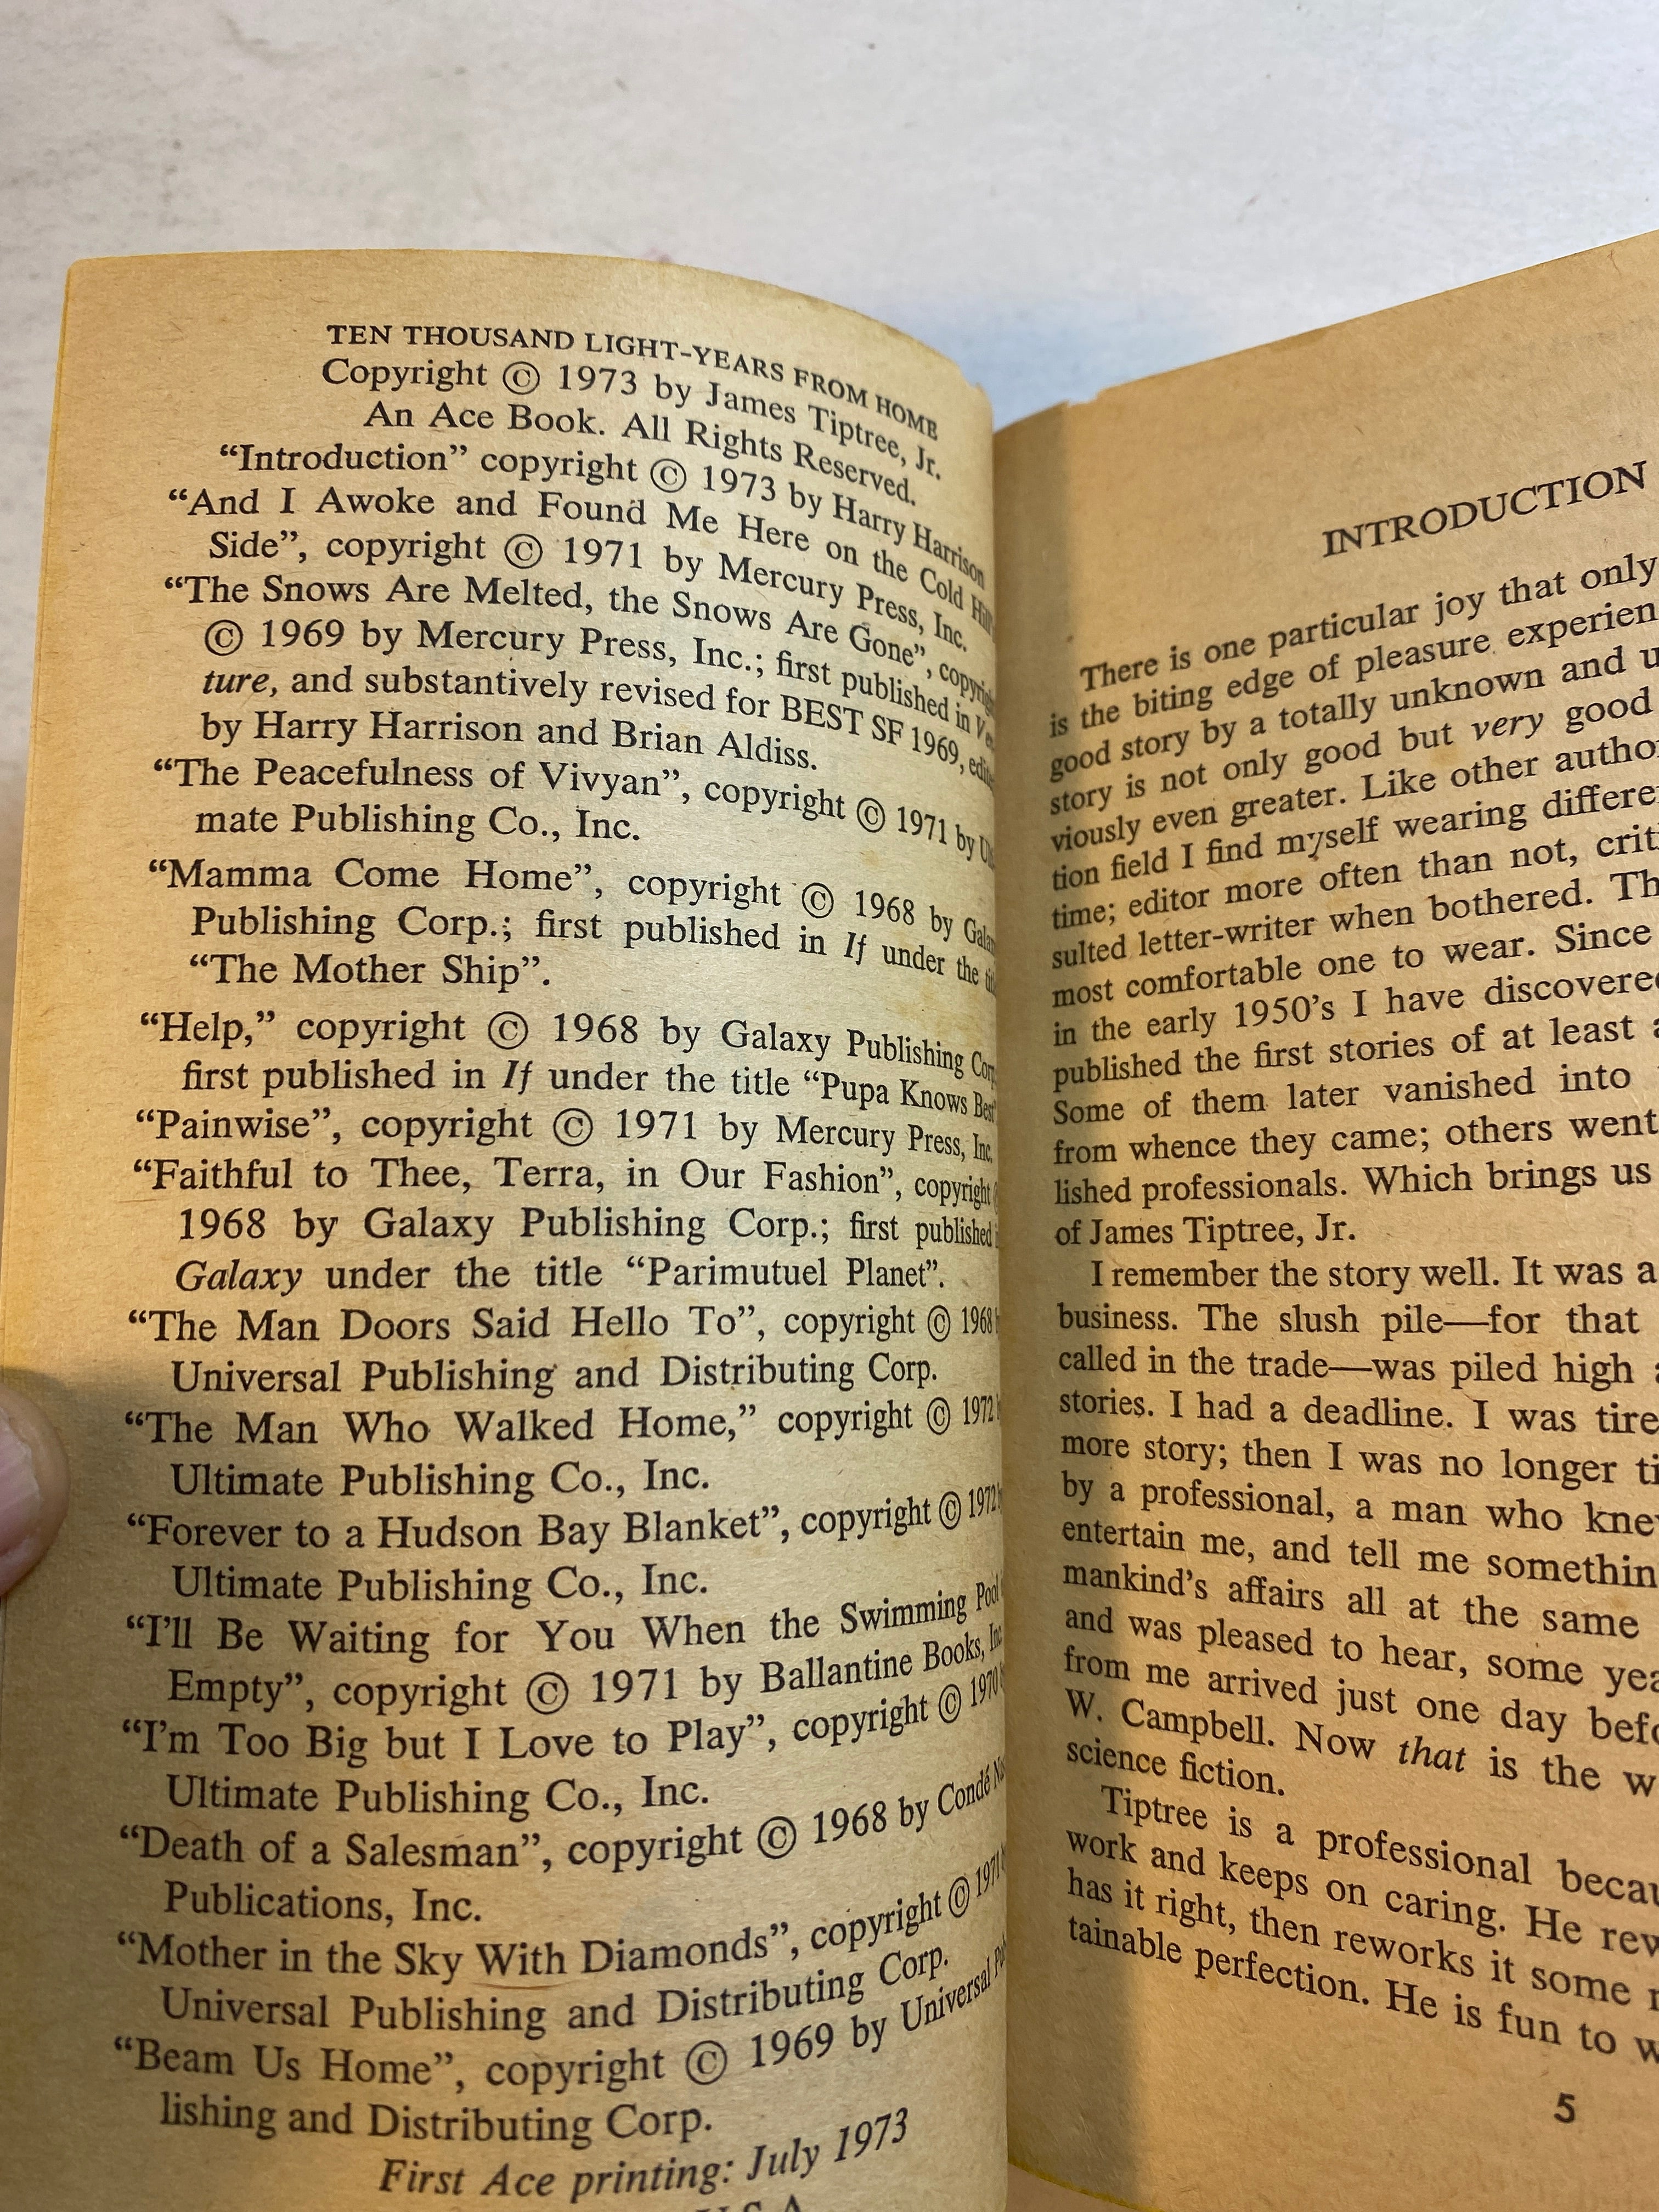 TEN THOUSAND LIGHT-YEARS FROM HOME
Copyright © 1973 by James Tiptree, Jr.
An Ace Book. All Rights Reserved.
“Introduction” copyright © 1973 by Harry Harrison
“And I Awoke and Found Me Here on the Cold Hill
Side”, copyright © 1971 by Mercury Press, Inc.
“The Snows Are Melted, the Snows Are Gone”, copyright
© 1969 by Mercury Press, Inc.; first published in
ture, and substantively revised for BEST SF 1969,
by Harry Harrison and Brian Aldiss.
“The Peacefulness of Vivyan”, copyright © 1971 by
mate Publishing Co., Inc.
“Mamma Come Home”, copyright © 1968 by
Publishing Corp.; first published in If under the
“The Mother Ship”.
“Help,” copyright © 1968 by Galaxy Publishing Corp
first published in If under the title “Pupa Knows Best”
“Painwise”, copyright © 1971 by Mercury Press, Inc.
“Faithful to Thee, Terra, in Our Fashion”, copyright
1968 by Galaxy Publishing Corp.; first published
Galaxy under the title “Parimutuel Planet”.
“The Man Doors Said Hello To”, copyright © 1968
Universal Publishing and Distributing Corp.
“The Man Who Walked Home,” copyright © 1972
Ultimate Publishing Co., Inc.
“Forever to a Hudson Bay Blanket”, copyright © 1972
Ultimate Publishing Co., Inc.
“I’ll Be Waiting for You When the Swimming Pool
Empty”, copyright © 1971 by Ballantine Books, Inc.
“I’m Too Big but I Love to Play”, copyright © 1970
Ultimate Publishing Co., Inc.
“Death of a Salesman”, copyright © 1968 by Condé
Publications, Inc.
“Mother in the Sky With Diamonds”, copyright © 1971
Universal Publishing and Distributing Corp.
“Beam Us Home”, copyright © 1969 by Universal
lishing and Distributing Corp.
First Ace printing: July 1973
INTRODUCTION
There is one particular joy that only
is the biting edge of pleasure experien
good story by a totally unknown and u
story is not only good but very good
viously even greater. Like other author
tion field I find myself wearing differe
time; editor more often than not, criti
sulted letter-writer when bothered. Th
most comfortable one to wear. Since
in the early 1950’s I have discovered
published the first stories of at least a
Some of them later vanished into
from whence they came; others went
lished professionals. Which brings us
of James Tiptree, Jr.
I remember the story well. It was a
business. The slush pile—for that
called in the trade—was piled high a
stories. I had a deadline. I was tire
more story; then I was no longer ti
by a professional, a man who knew
entertain me, and tell me somethin
mankind’s affairs all at the same
and was pleased to hear, some yea
from me arrived just one day befo
W. Campbell. Now that is the w
science fiction.
Tiptree is a professional becau
work and keeps on caring. He rew
has it right, then reworks it some m
tainable perfection. He is fun to w
5